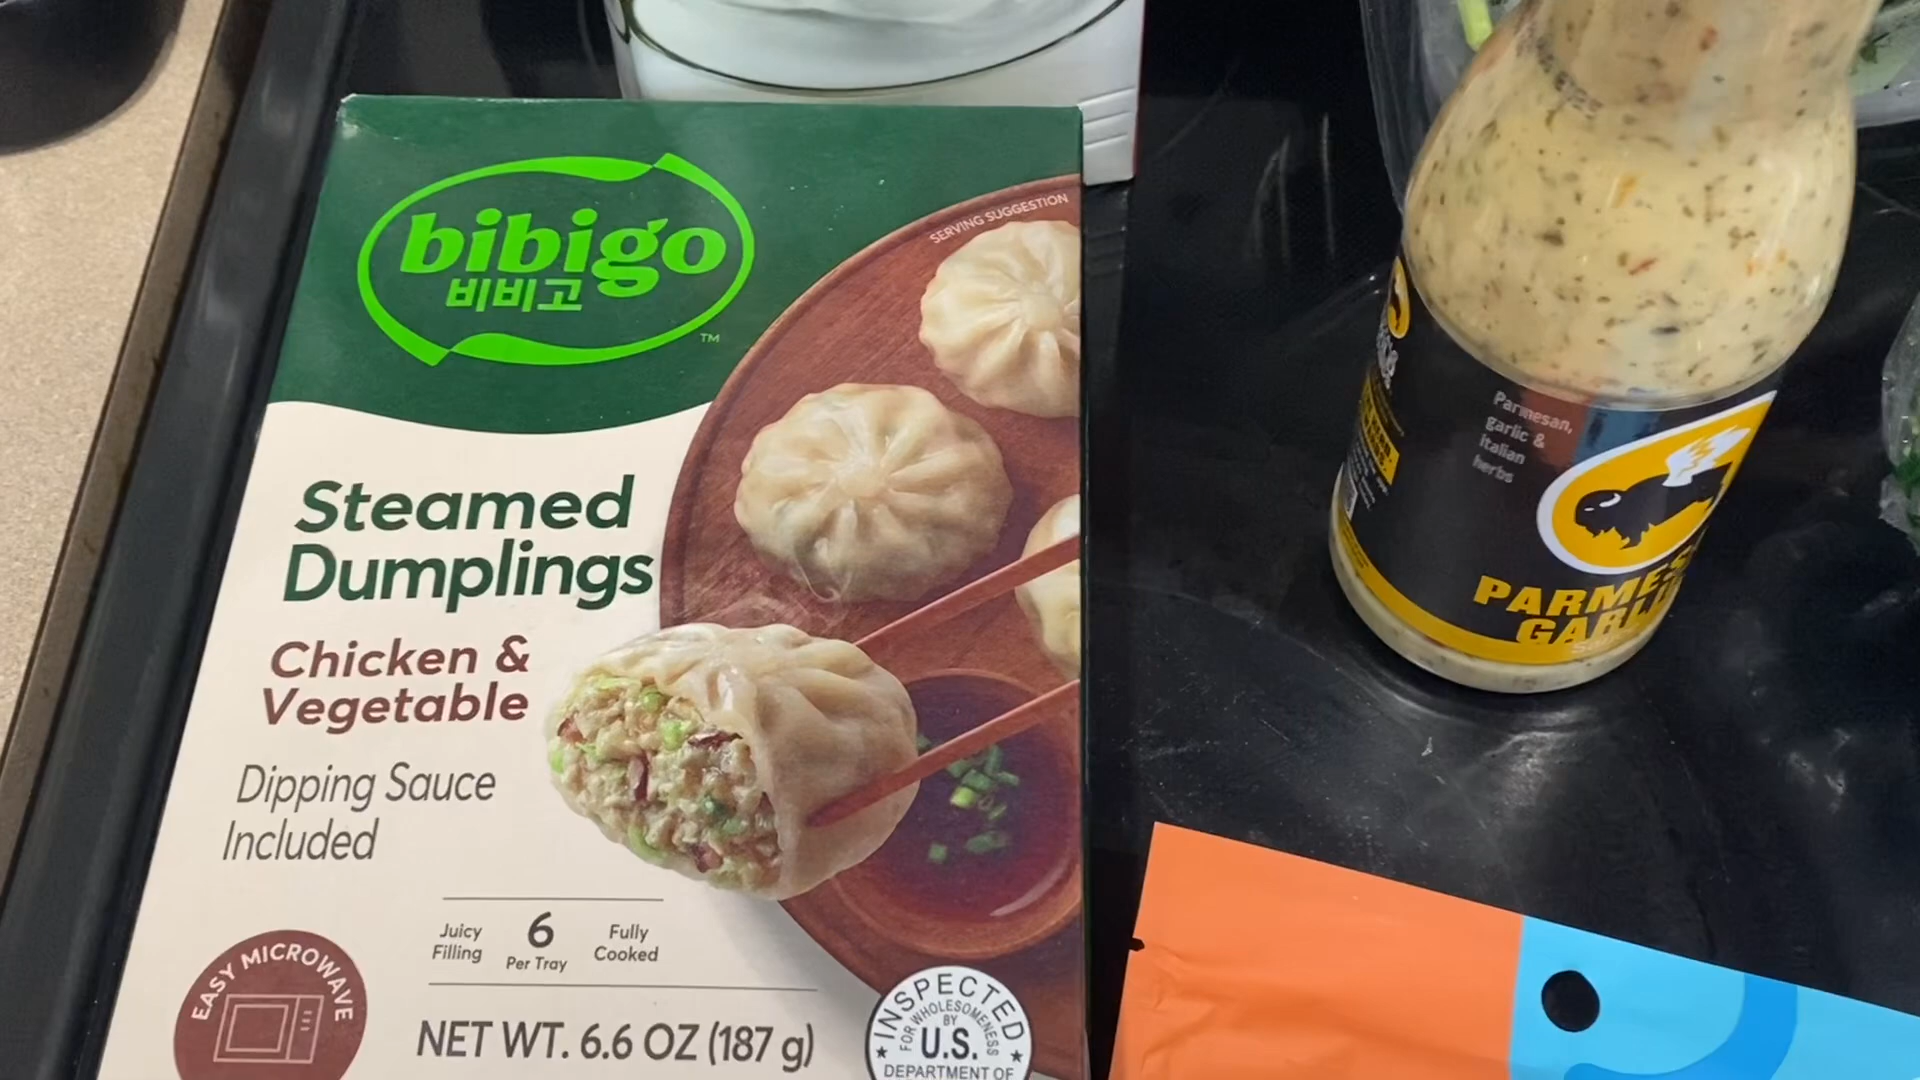 bibigo
비비고
TM
SERVING SUGGESTION
Steamed
Dumplings
Chicken &
Vegetable
Dipping Sauce
Included
Juicy
Filling
6
Per Tray
Fully
Cooked
EASY MICROWAVE
NET WT. 6.6 OZ (187 g)
INSPECTED
FOR WHOLESOMENESS
BY
U.S.
DEPARTMENT OF
Parmesan,
garlic &
Italian
herbs